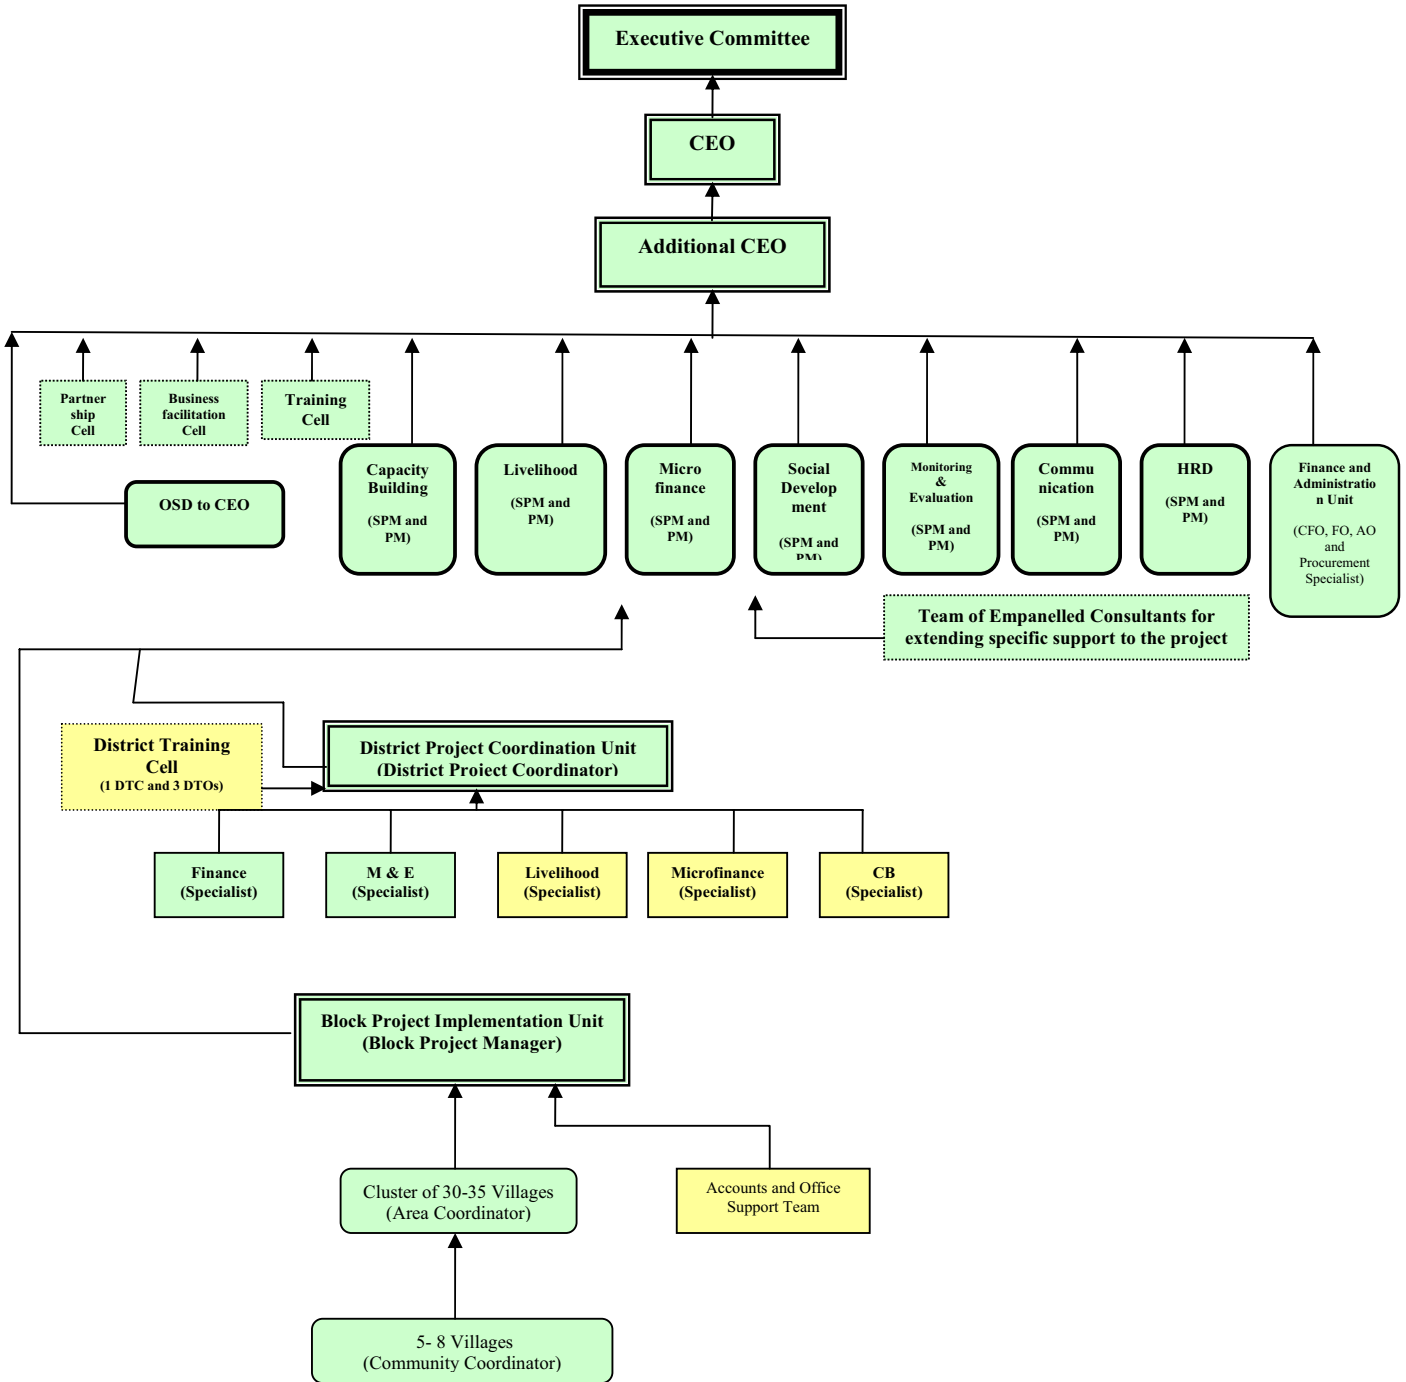 Executive Committee
CEO
Additional CEO
Partner
ship
Cell
Business
facilitation
Cell
Training
Cell
OSD to CEO
Capacity
Building
(SPM and
PM)
Livelihood
(SPM and
PM)
Micro
finance
(SPM and
PM)
Social
Develop
ment
(SPM and
PM)
Monitoring
&
Evaluation
(SPM and
PM)
Commu
nication
(SPM and
PM)
HRD
(SPM and
PM)
Finance and
Administratio
n Unit
(CFO, FO, AO
and
Procurement
Specialist)
Team of Empanelled Consultants for
extending specific support to the project
District Training
Cell
(1 DTC and 3 DTOs)
District Project Coordination Unit
(District Project Coordinator)
Finance
(Specialist)
M & E
(Specialist)
Livelihood
(Specialist)
Microfinance
(Specialist)
CB
(Specialist)
Block Project Implementation Unit
(Block Project Manager)
Cluster of 30-35 Villages
(Area Coordinator)
Accounts and Office
Support Team
5- 8 Villages
(Community Coordinator)